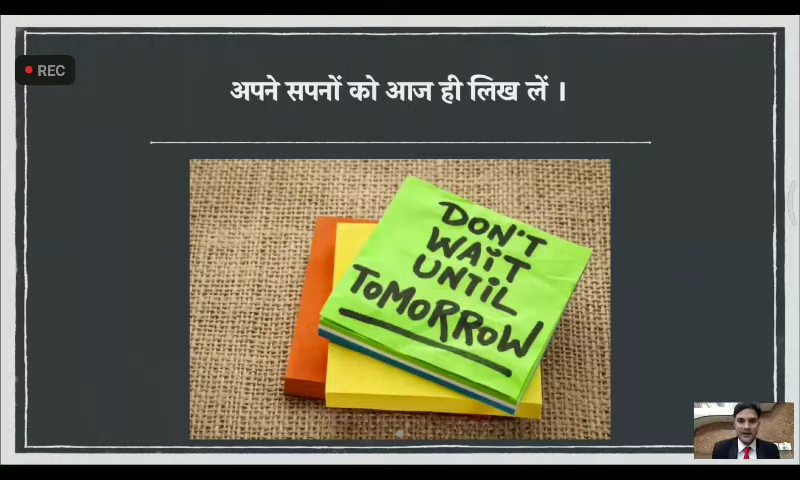 REC
अपने सपनों को आज ही लिख लें ।
DON'T
WAIT
UNTIL
TOMORROW